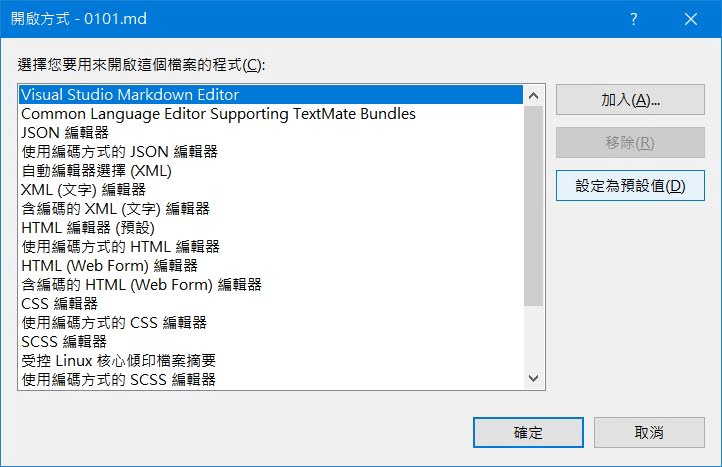 開啟方式 - 0101.md
選擇您要用來開啟這個檔案的程式(C):
Visual Studio Markdown Editor
Common Language Editor Supporting TextMate Bundles
JSON 編輯器
使用編碼方式的 JSON 編輯器
自動編輯器選擇 (XML)
XML (文字) 編輯器
含編碼的 XML (文字) 編輯器
HTML 編輯器 (預設)
使用編碼方式的 HTML 編輯器
HTML (Web Form) 編輯器
含編碼的 HTML (Web Form) 編輯器
CSS 編輯器
使用編碼方式的 CSS 編輯器
SCSS 編輯器
受控 Linux 核心傾印檔案摘要
使用編碼方式的 SCSS 編輯器
加入(A)...
移除(R)
設定為預設值(D)
確定
取消